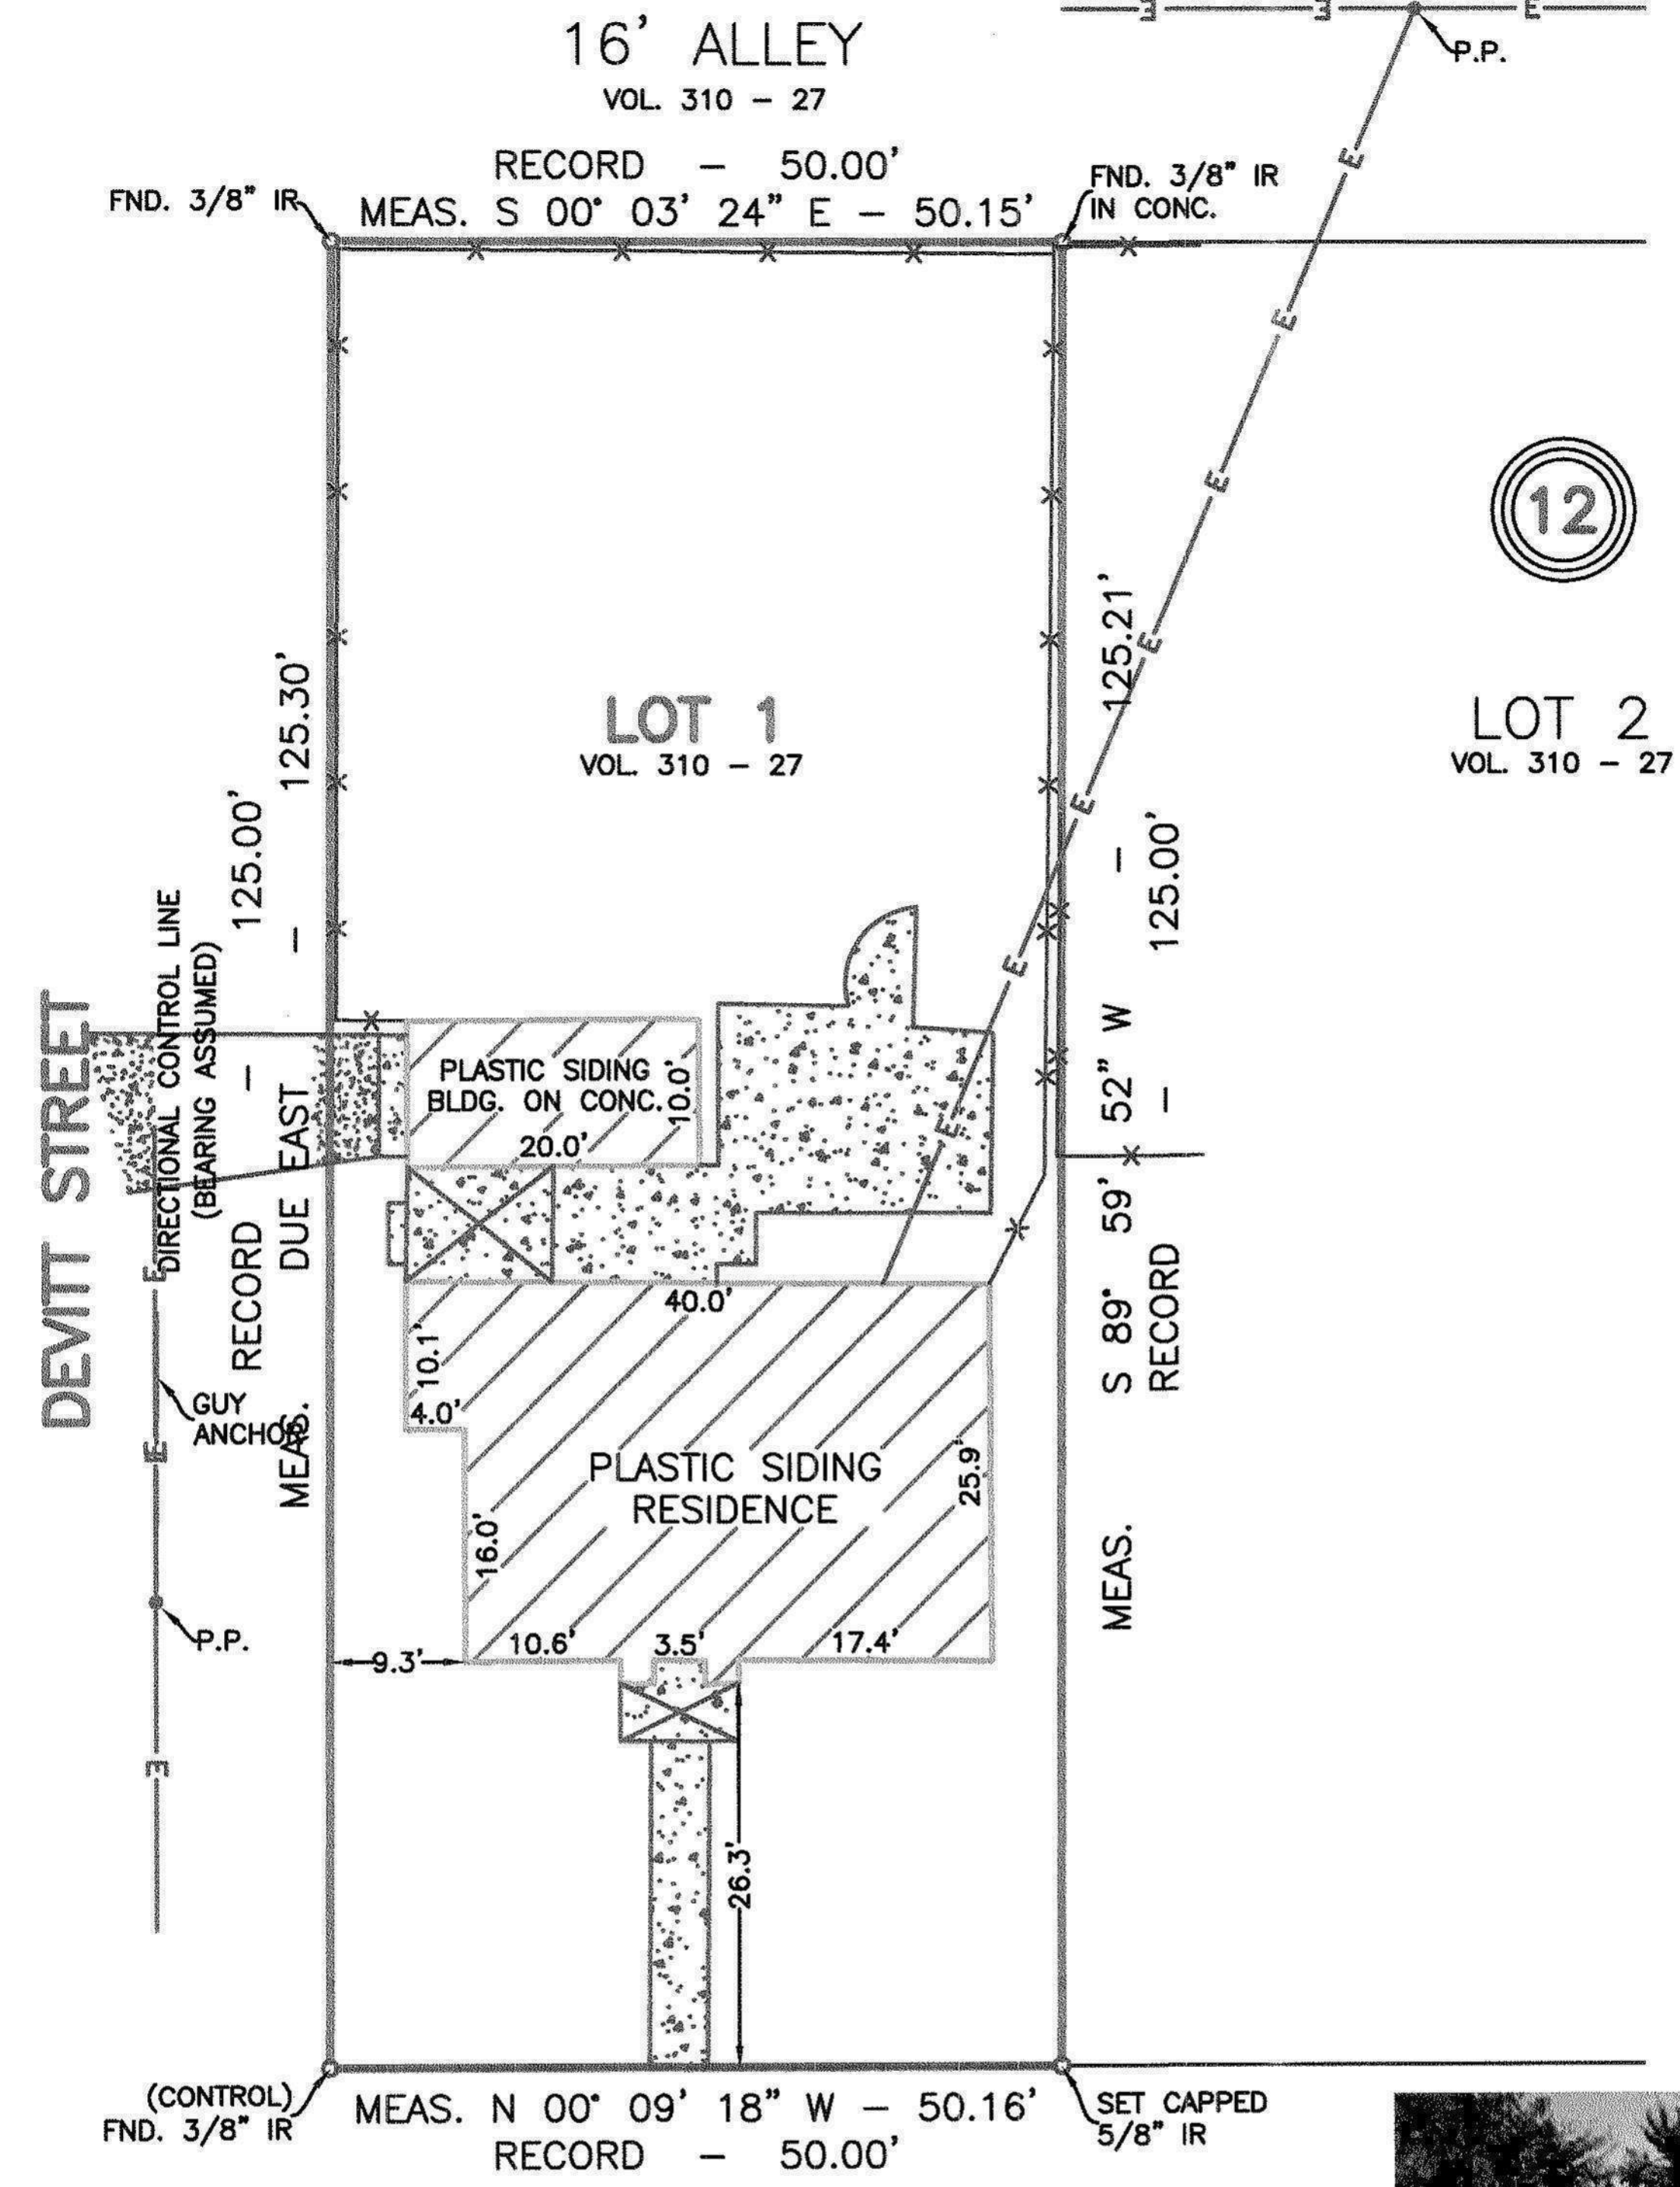 16' ALLEY
VOL. 310 - 27
RECORD - 50.00'
MEAS. S 00° 03' 24" E - 50.15'
FND. 3/8" IR
FND. 3/8" IR
IN CONC.
E E E
P.P.
E
E
E
E
E
E
E
12
LOT 1
VOL. 310 - 27
LOT 2
VOL. 310 - 27
DEVITT STREET
DIRECTIONAL CONTROL LINE
(BEARING ASSUMED)
RECORD - 125.00'
MEAS. DUE EAST - 125.30'
MEAS. S 89° 59' 52" W - 125.21'
RECORD - 125.00'
PLASTIC SIDING
BLDG. ON CONC.
10.0'
20.0'
40.0'
10.1'
4.0'
GUY
ANCHOR
E
E
E
E
P.P.
PLASTIC SIDING
RESIDENCE
25.9'
16.0'
10.6' 3.5' 17.4'
9.3'
26.3'
(CONTROL)
FND. 3/8" IR
MEAS. N 00° 09' 18" W - 50.16'
RECORD - 50.00'
SET CAPPED
5/8" IR